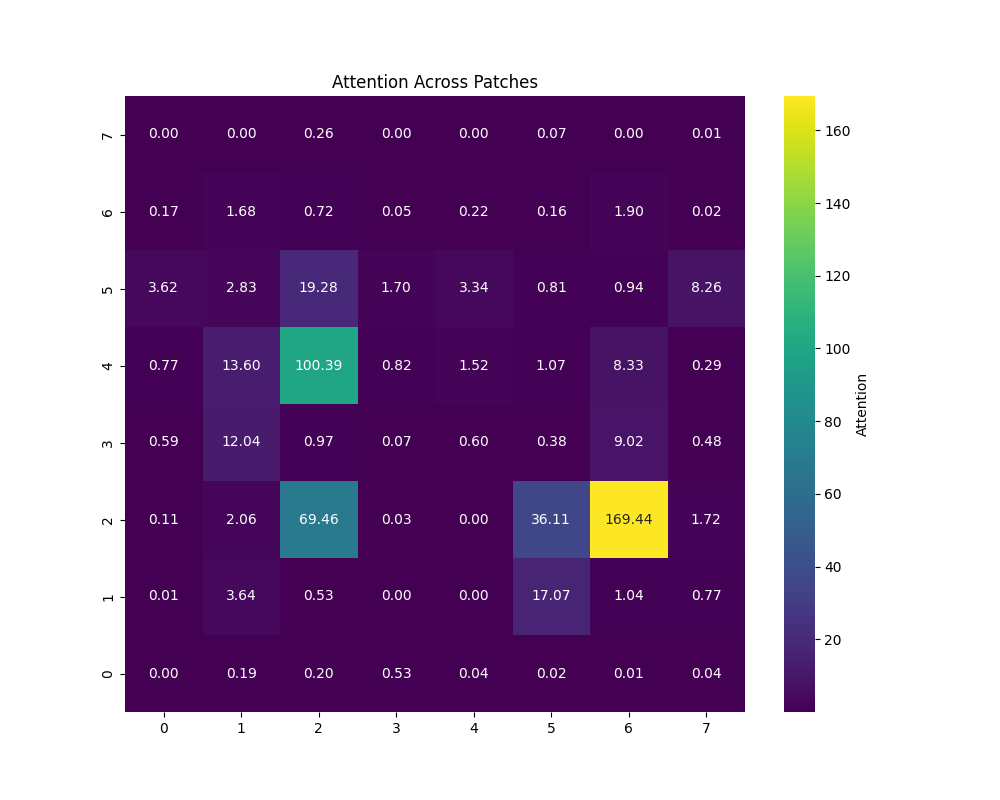 Attention Across Patches
7 0.00 0.00 0.26 0.00 0.00 0.07 0.00 0.01
6 0.17 1.68 0.72 0.05 0.22 0.16 1.90 0.02
5 3.62 2.83 19.28 1.70 3.34 0.81 0.94 8.26
4 0.77 13.60 100.39 0.82 1.52 1.07 8.33 0.29
3 0.59 12.04 0.97 0.07 0.60 0.38 9.02 0.48
2 0.11 2.06 69.46 0.03 0.00 36.11 169.44 1.72
1 0.01 3.64 0.53 0.00 0.00 17.07 1.04 0.77
0 0.00 0.19 0.20 0.53 0.04 0.02 0.01 0.04
0 1 2 3 4 5 6 7
160
140
120
100
80
60
40
20
Attention